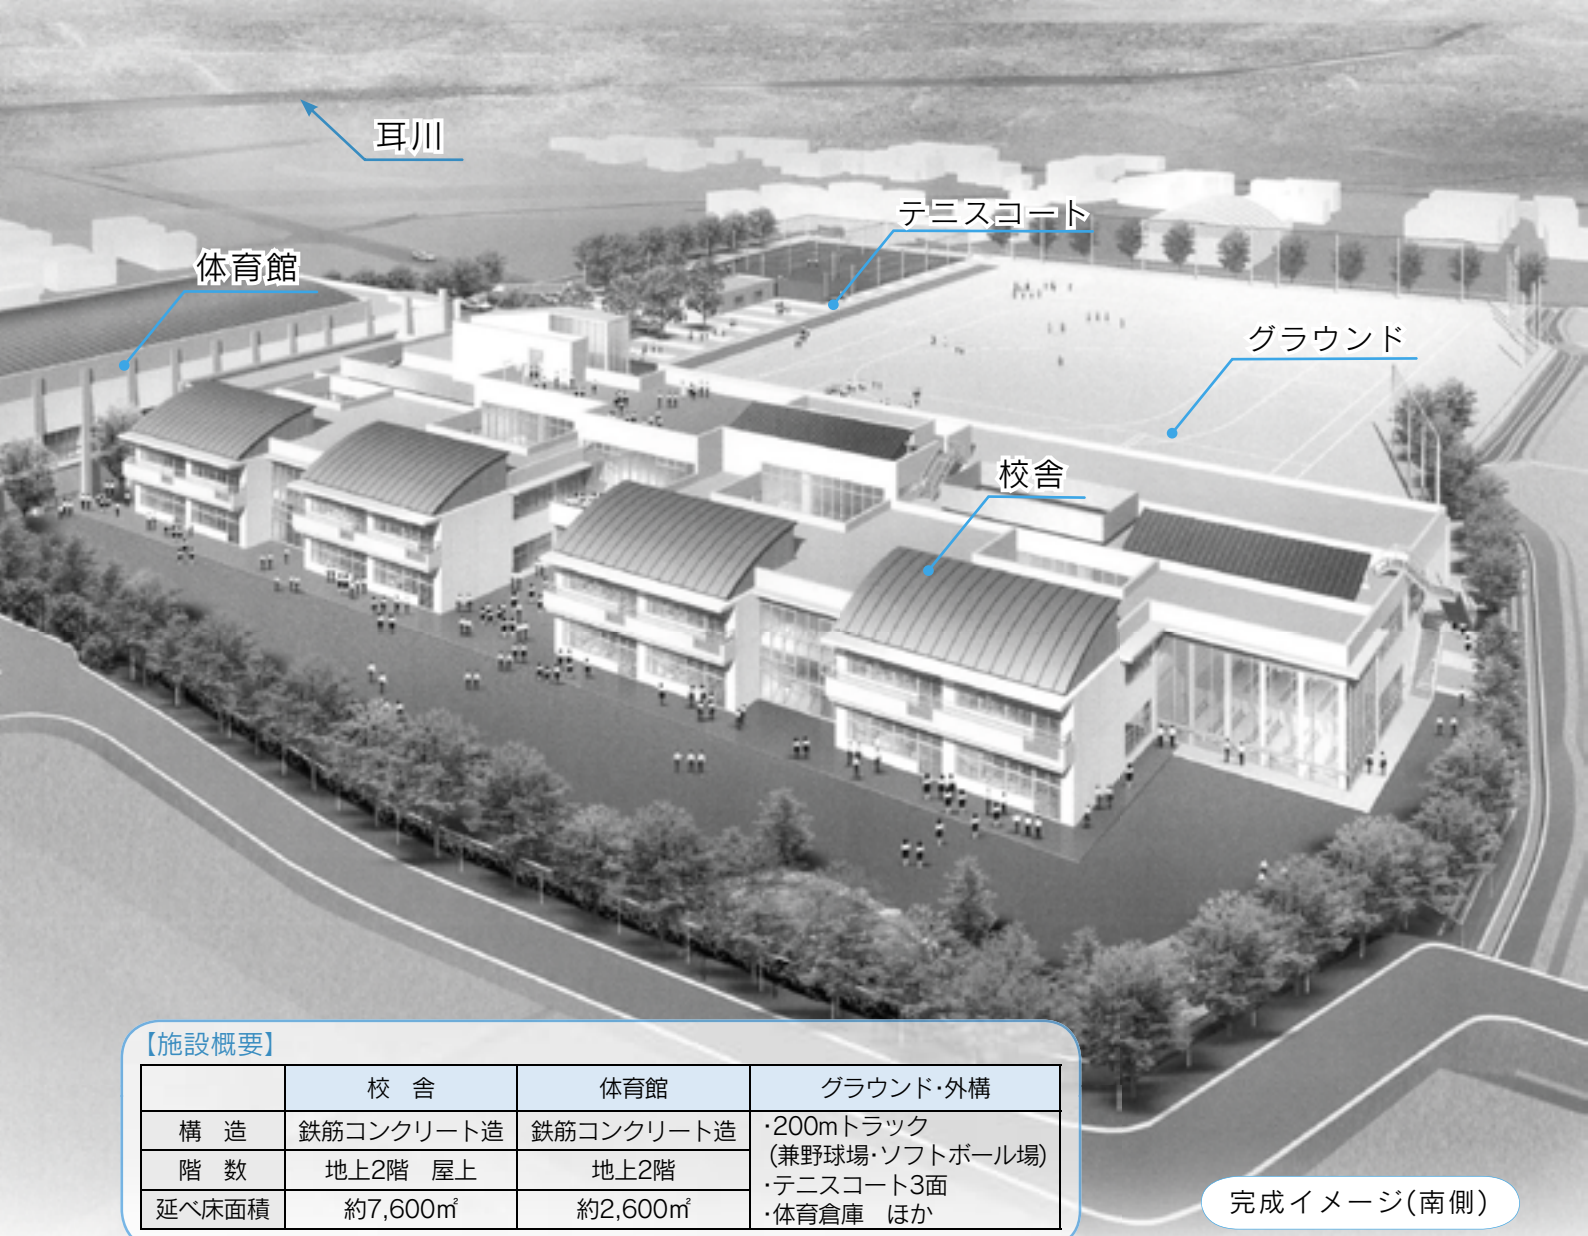 耳川
テニスコート
体育館
グラウンド
校舎
【施設概要】
校　舎
体育館
グラウンド・外構
構　造
鉄筋コンクリート造
鉄筋コンクリート造
・200mトラック
(兼野球場・ソフトボール場)
・テニスコート3面
・体育倉庫　ほか
階　数
地上2階　屋上
地上2階
延べ床面積
約7,600㎡
約2,600㎡
完成イメージ(南側)